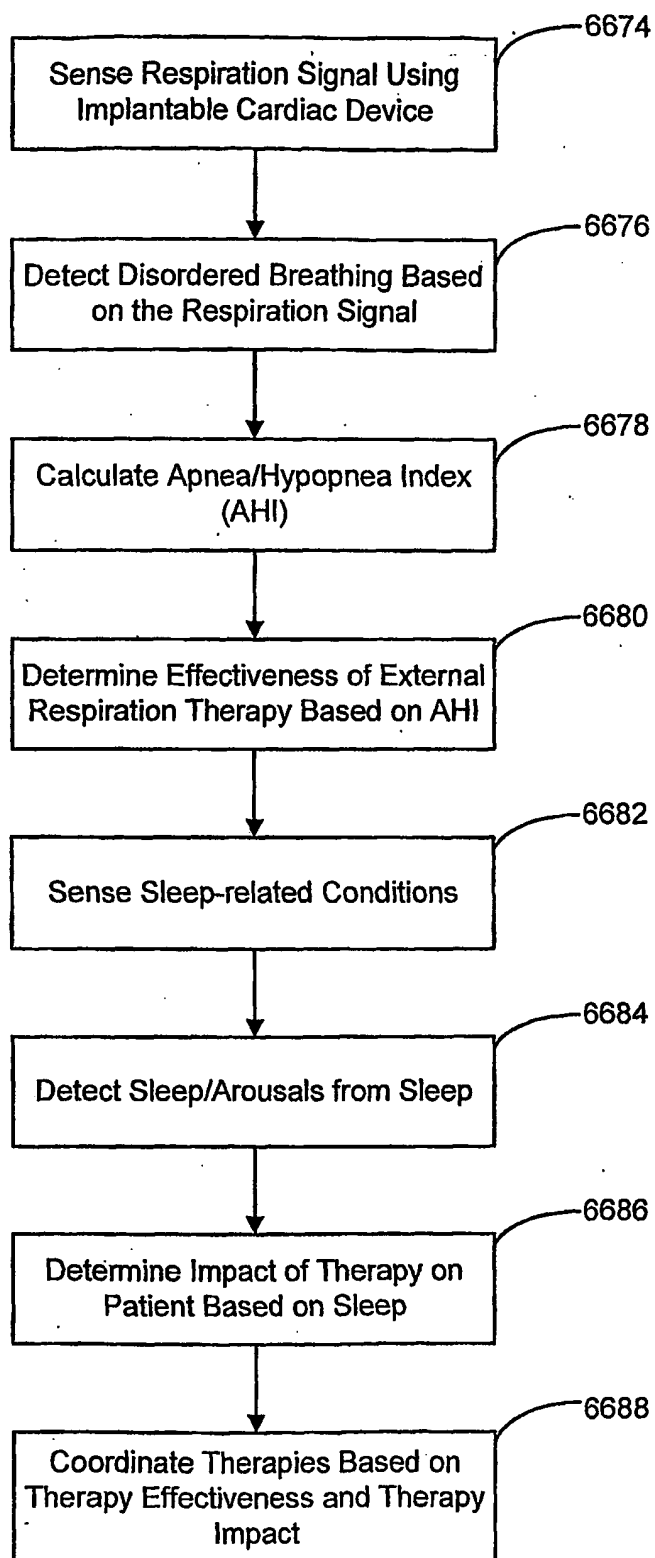 6674
Sense Respiration Signal Using
Implantable Cardiac Device
6676
Detect Disordered Breathing Based
on the Respiration Signal
6678
Calculate Apnea/Hypopnea Index
(AHI)
6680
Determine Effectiveness of External
Respiration Therapy Based on AHI
6682
Sense Sleep-related Conditions
6684
Detect Sleep/Arousals from Sleep
6686
Determine Impact of Therapy on
Patient Based on Sleep
6688
Coordinate Therapies Based on
Therapy Effectiveness and Therapy
Impact